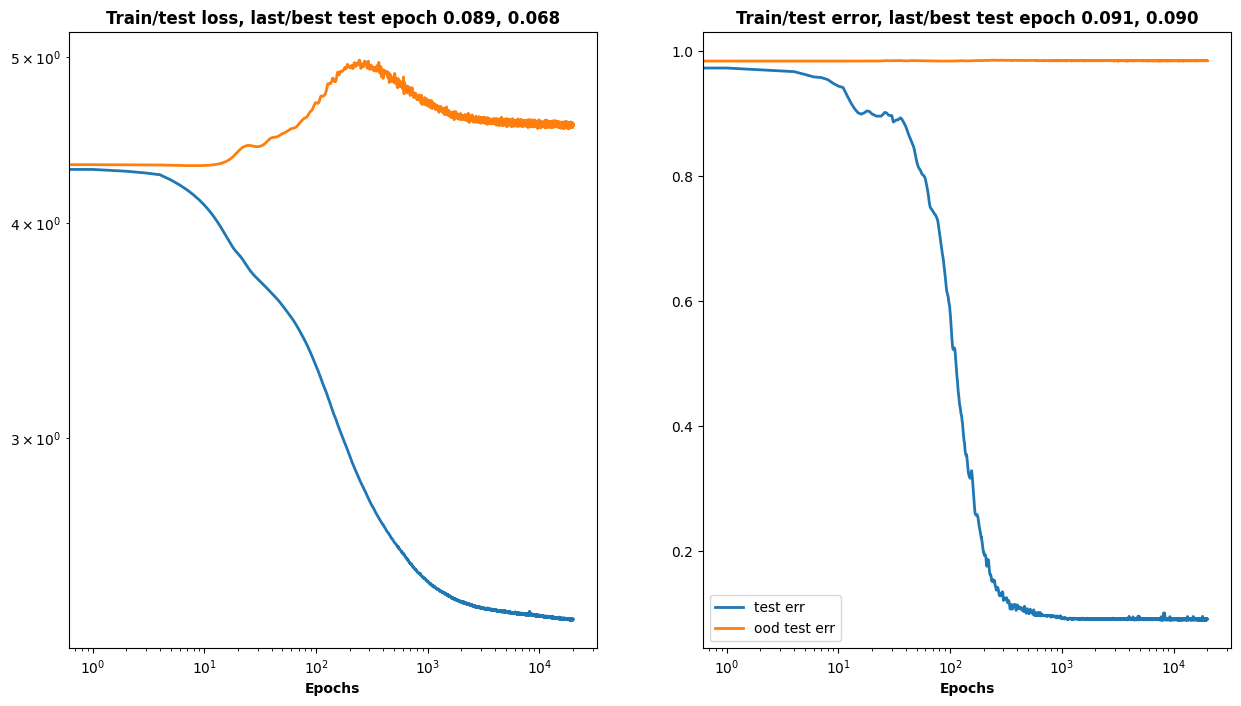 Train/test loss, last/best test epoch 0.089, 0.068
5 × 10⁰
4 × 10⁰
3 × 10⁰
10⁰ 10¹ 10² 10³ 10⁴
Epochs
Train/test error, last/best test epoch 0.091, 0.090
1.0
0.8
0.6
0.4
0.2
test err
ood test err
10⁰ 10¹ 10² 10³ 10⁴
Epochs